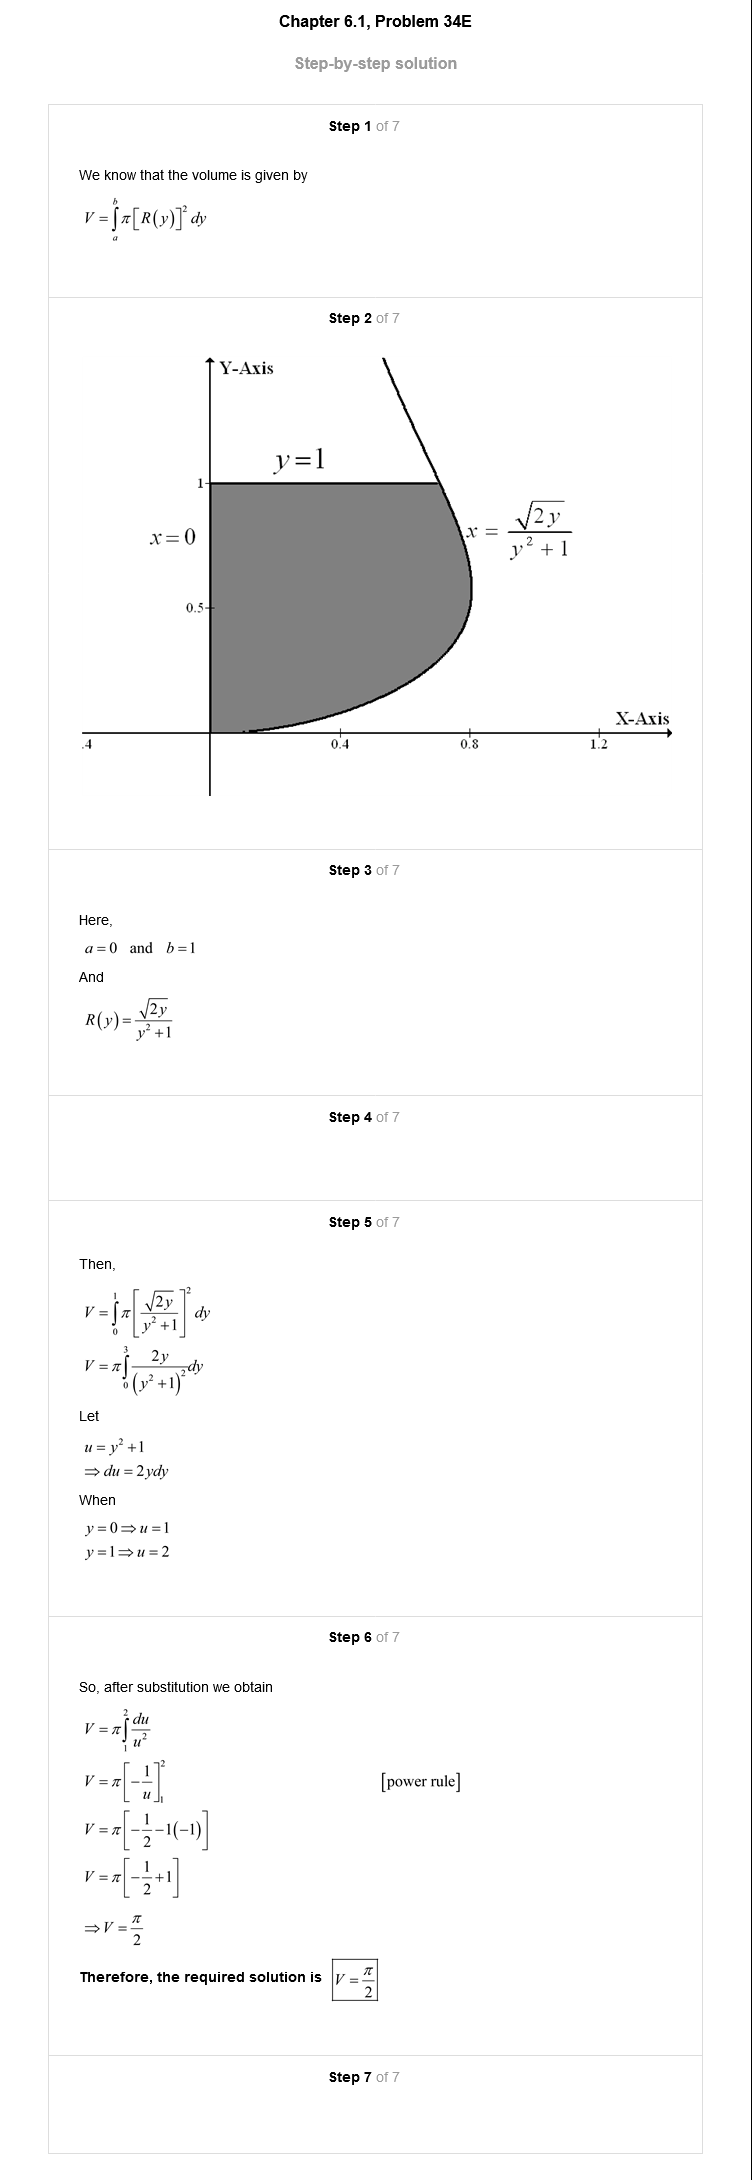 Chapter 6.1, Problem 34E
Step-by-step solution
Step 1 of 7
We know that the volume is given by
V = ∫_a^b π[R(y)]² dy
Step 2 of 7
Y-Axis
y=1
1
x=0
x = √(2y)/(y² + 1)
0.5
X-Axis
.4 0.4 0.8 1.2
Step 3 of 7
Here,
a = 0 and b = 1
And
R(y) = √(2y)/(y² + 1)
Step 4 of 7
Step 5 of 7
Then,
V = ∫_0^1 π[√(2y)/(y² + 1)]² dy
V = π∫_0^3 2y/(y² + 1)² dy
Let
u = y² + 1
⇒ du = 2ydy
When
y = 0 ⇒ u = 1
y = 1 ⇒ u = 2
Step 6 of 7
So, after substitution we obtain
V = π∫_1^2 du/u²
V = π[-1/u]_1^2 [power rule]
V = π[-1/2 -1(-1)]
V = π[-1/2 + 1]
⇒ V = π/2
Therefore, the required solution is V = π/2
Step 7 of 7